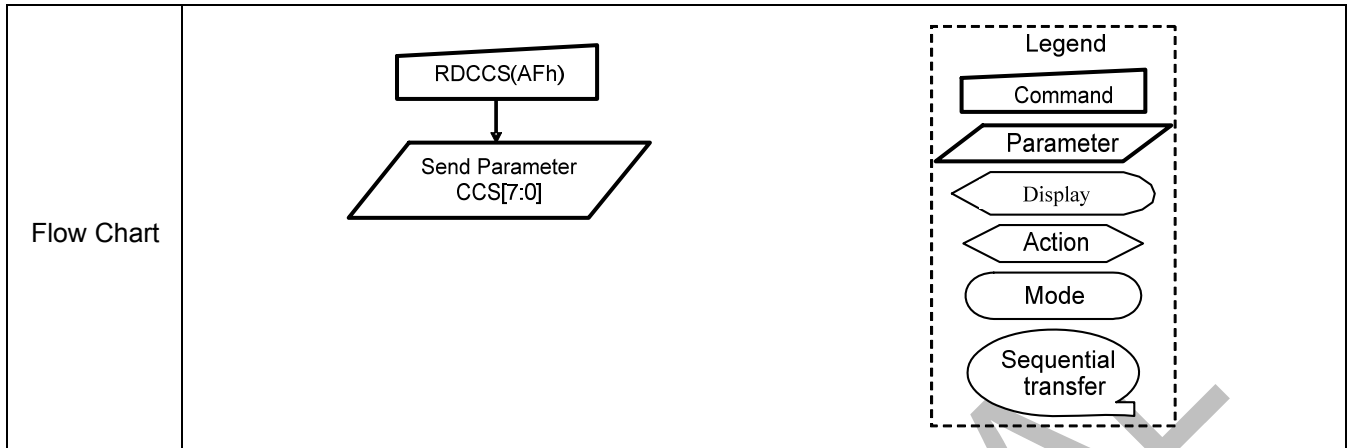 Flow Chart
RDCCS(AFh)
Send Parameter
CCS[7:0]
Legend
Command
Parameter
Display
Action
Mode
Sequential
transfer